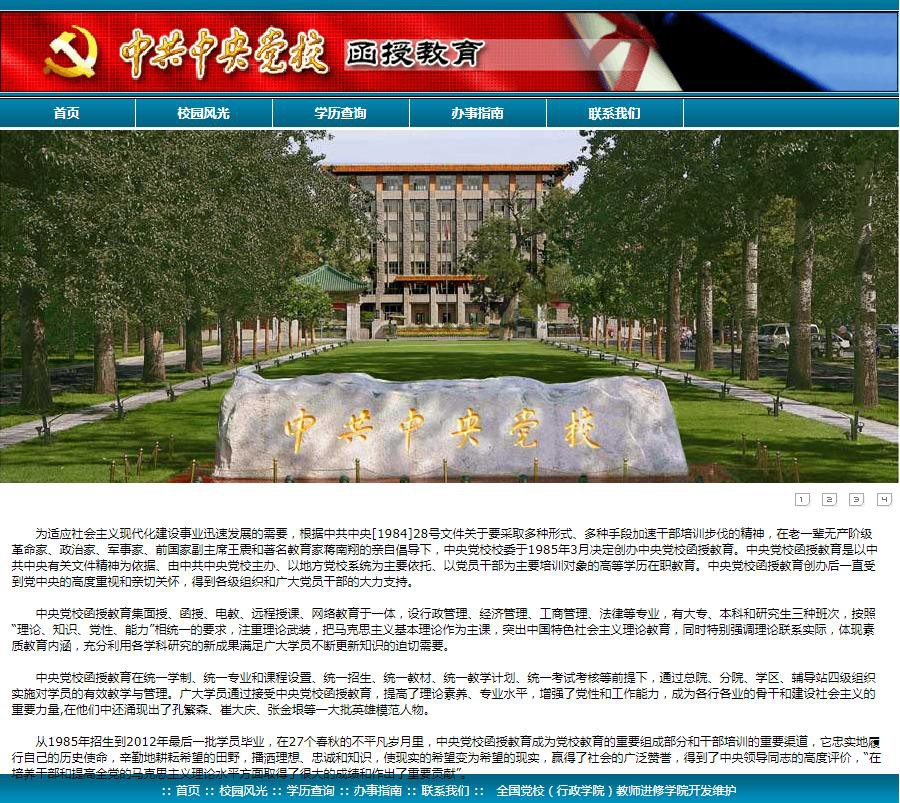 中共中央党校 函授教育
首页 校园风光 学历查询 办事指南 联系我们
中共中央党校
1 2 3 4
为适应社会主义现代化建设事业迅速发展的需要，根据中共中央[1984]28号文件关于要采取多种形式、多种手段加速干部培训步伐的精神，在老一辈无产阶级
革命家、政治家、军事家、前国家副主席王震和著名教育家蒋南翔的亲自倡导下，中央党校校委于1985年3月决定创办中央党校函授教育。中央党校函授教育是以中
共中央有关文件精神为依据、由中共中央党校主办、以地方党校系统为主要依托、以党员干部为主要培训对象的高等学历在职教育。中央党校函授教育创办后一直受
到党中央的高度重视和亲切关怀，得到各级组织和广大党员干部的大力支持。
中央党校函授教育集面授、函授、电教、远程授课、网络教育于一体，设行政管理、经济管理、工商管理、法律等专业，有大专、本科和研究生三种班次，按照
“理论、知识、党性、能力”相统一的要求，注重理论武装，把马克思主义基本理论作为主课，突出中国特色社会主义理论教育，同时特别强调理论联系实际，体现素
质教育内涵，充分利用各学科研究的新成果满足广大学员不断更新知识的迫切需要。
中央党校函授教育在统一学制、统一专业和课程设置、统一招生、统一教材、统一教学计划、统一考试考核等前提下，通过总院、分院、学区、辅导站四级组织
实施对学员的有效教学与管理。广大学员通过接受中央党校函授教育，提高了理论素养、专业水平，增强了党性和工作能力，成为各行各业的骨干和建设社会主义的
重要力量,在他们中还涌现出了孔繁森、崔大庆、张金垠等一大批英雄模范人物。
从1985年招生到2012年最后一批学员毕业，在27个春秋的不平凡岁月里，中央党校函授教育成为党校教育的重要组成部分和干部培训的重要渠道，它忠实地履
行自己的历史使命，辛勤地耕耘希望的田野，播洒理想、忠诚和知识，使现实的希望变为希望的现实，赢得了社会的广泛赞誉，得到了中央领导同志的高度评价，“在
培养干部和提高全党的马克思主义理论水平方面取得了很大的成绩和作出了重要贡献”。
:: 首页 :: 校园风光 :: 学历查询 :: 办事指南 :: 联系我们 :: 全国党校（行政学院）教师进修学院开发维护